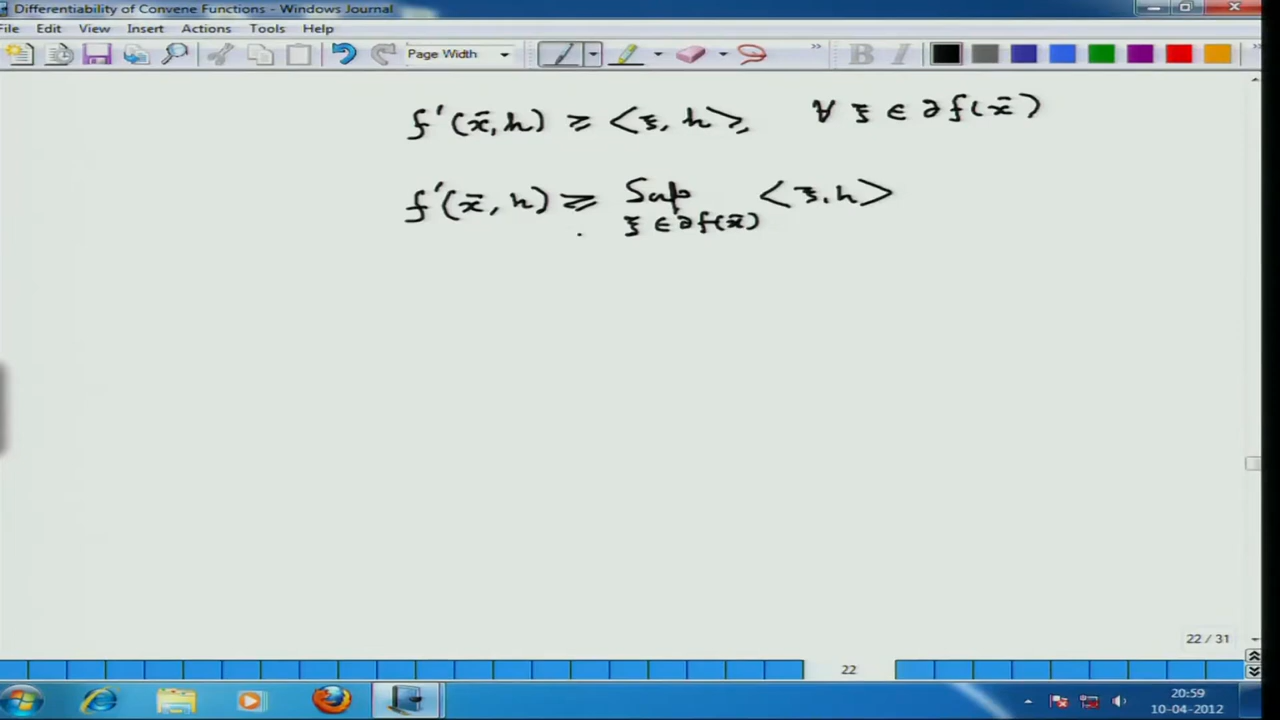 Differentiability of Convene Functions - Windows Journal
File Edit View Insert Actions Tools Help
Page Width
B I
f'(x̄, h) ≥ <ξ, h>, ∀ ξ ∈ ∂f(x̄)
f'(x̄, h) ≥ Sup <ξ, h>
ξ ∈ ∂f(x̄)
22 / 31
22
20:59
10-04-2012